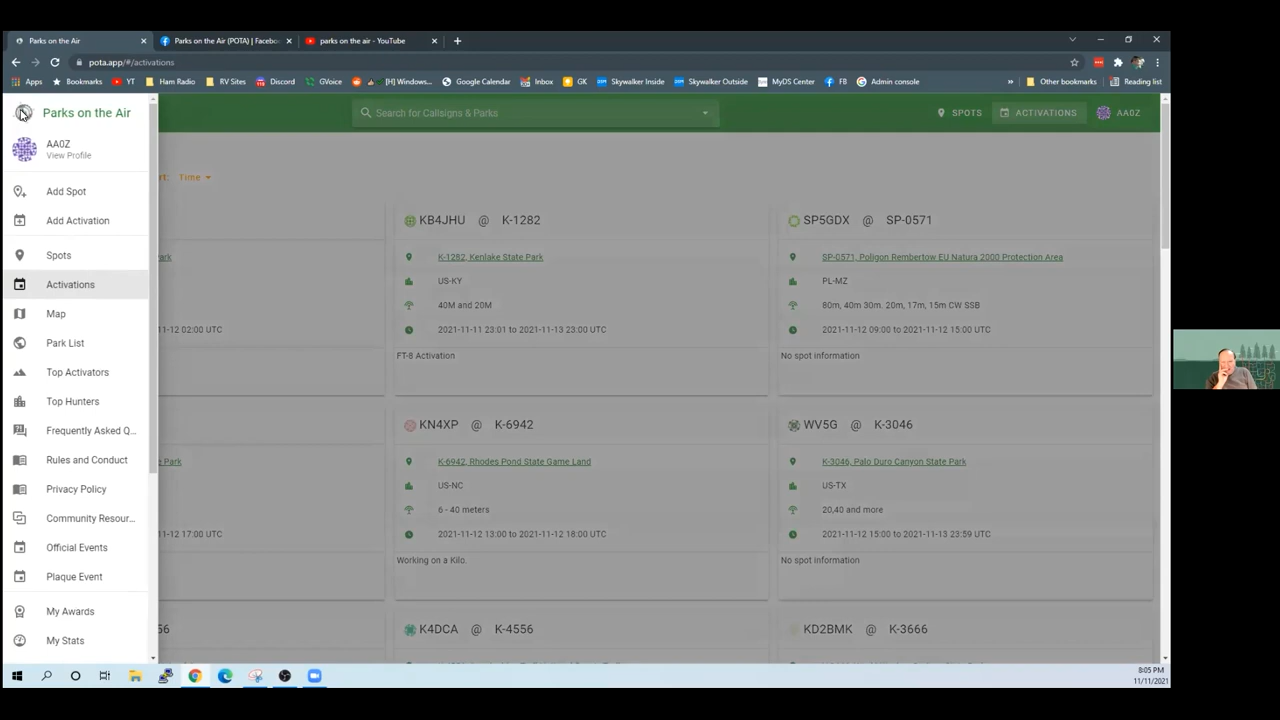 Parks on the Air
Parks on the Air (POTA) | Facebo
parks on the air - YouTube
pota.app/#/activations
Apps
Bookmarks
YT
Ham Radio
RV Sites
Discord
GVoice
[H] Windows...
Google Calendar
Inbox
GK
Skywalker Inside
Skywalker Outside
MyDS Center
FB
Admin console
»
Other bookmarks
Reading list
Parks on the Air
Search for Callsigns & Parks
SPOTS
ACTIVATIONS
AA0Z
AA0Z
View Profile
Add Spot
Add Activation
Spots
Activations
Map
Park List
Top Activators
Top Hunters
Frequently Asked Q...
Rules and Conduct
Privacy Policy
Community Resour...
Official Events
Plaque Event
My Awards
My Stats
Time
ark
11-12 02:00 UTC
KB4JHU @ K-1282
K-1282, Kenlake State Park
US-KY
40M and 20M
2021-11-11 23:01 to 2021-11-13 23:00 UTC
FT-8 Activation
SP5GDX @ SP-0571
SP-0571, Poligon Rembertow EU Natura 2000 Protection Area
PL-MZ
80m, 40m 30m. 20m, 17m, 15m CW SSB
2021-11-12 09:00 to 2021-11-12 15:00 UTC
No spot information
e Park
11-12 17:00 UTC
KN4XP @ K-6942
K-6942, Rhodes Pond State Game Land
US-NC
6 - 40 meters
2021-11-12 13:00 to 2021-11-12 18:00 UTC
Working on a Kilo.
WV5G @ K-3046
K-3046, Palo Duro Canyon State Park
US-TX
20,40 and more
2021-11-12 15:00 to 2021-11-13 23:59 UTC
No spot information
56
K4DCA @ K-4556
KD2BMK @ K-3666
8:05 PM
11/11/2021